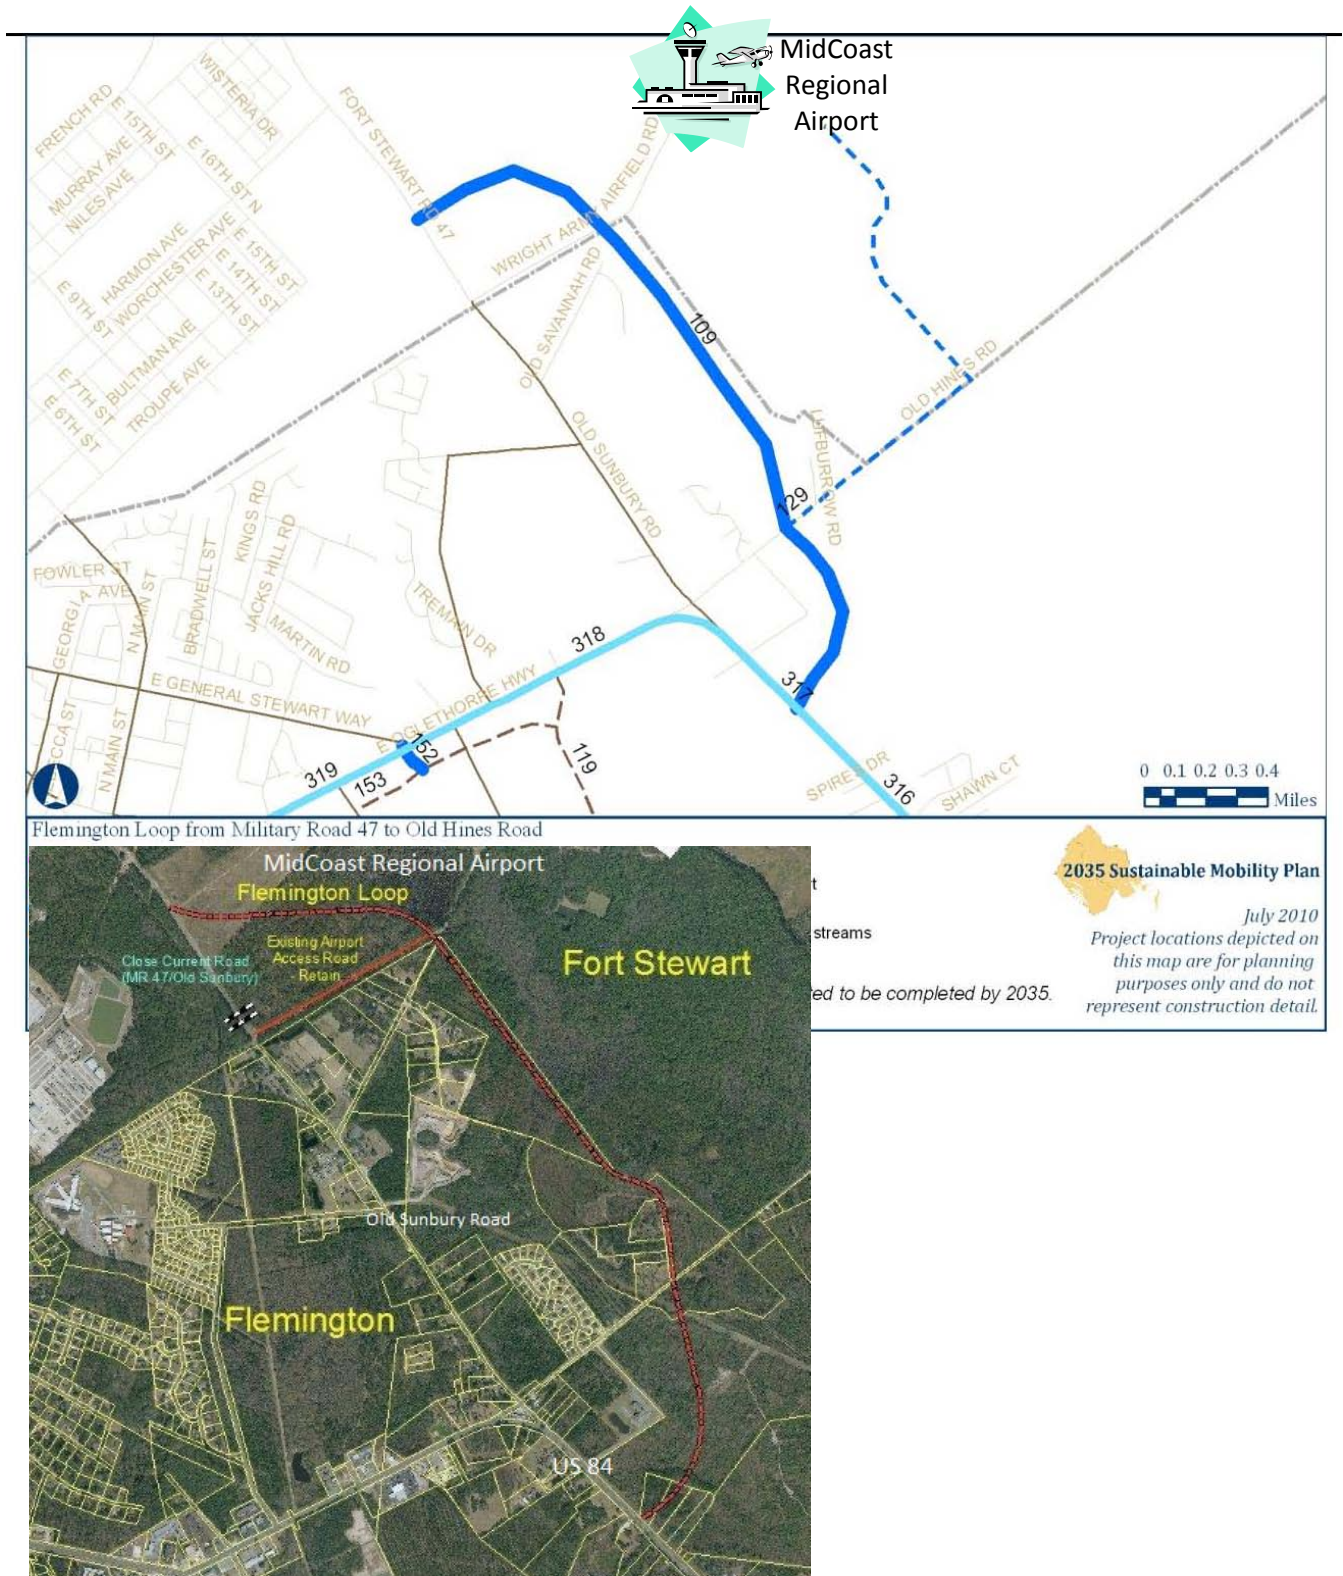 MidCoast
Regional
Airport
FRENCH RD
E 15TH ST
WISTERIA DR
MURRAY AVE
NILES AVE
E 16TH ST N
FORT STEWART RD 47
WRIGHT ARMY AIRFIELD RD
HARMON AVE
WORCHESTER AVE
E 15TH ST
E 14TH ST
E 13TH ST
E 9TH ST
BULTMAN AVE
TROUPE AVE
E 7TH ST
E 6TH ST
OLD SAVANNAH RD
109
OLD HINES RD
OLD SUNBURY RD
LUFBURROW RD
129
KINGS RD
JACKS HILL RD
BRADWELL ST
FOWLER ST
GEORGIA AVE
N MAIN ST
MARTIN RD
TREMAIN DR
318
E GENERAL STEWART WAY
E OGLETHORPE HWY
317
CCA ST
N MAIN ST
319
153
152
119
SPIRES DR
316
SHAWN CT
0 0.1 0.2 0.3 0.4
Miles
Flemington Loop from Military Road 47 to Old Hines Road
MidCoast Regional Airport
Flemington Loop
Existing Airport
Access Road
Retain
Close Current Road
(MR 47/Old Sunbury)
Fort Stewart
Old Sunbury Road
Flemington
US 84
t
streams
ed to be completed by 2035.
2035 Sustainable Mobility Plan
July 2010
Project locations depicted on
this map are for planning
purposes only and do not
represent construction detail.